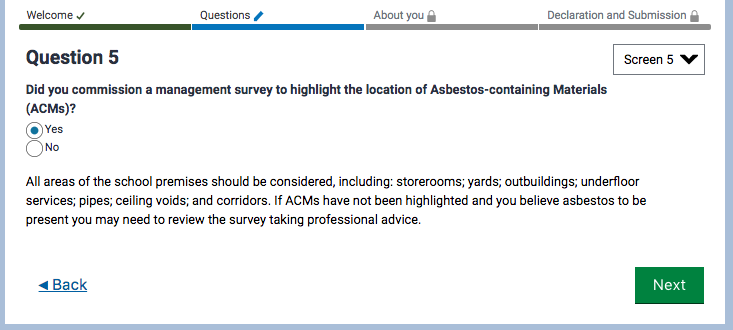 Welcome ✓ Questions About you Declaration and Submission
Question 5
Screen 5
Did you commission a management survey to highlight the location of Asbestos-containing Materials
(ACMs)?
Yes
No
All areas of the school premises should be considered, including: storerooms; yards; outbuildings; underfloor
services; pipes; ceiling voids; and corridors. If ACMs have not been highlighted and you believe asbestos to be
present you may need to review the survey taking professional advice.
◄ Back
Next